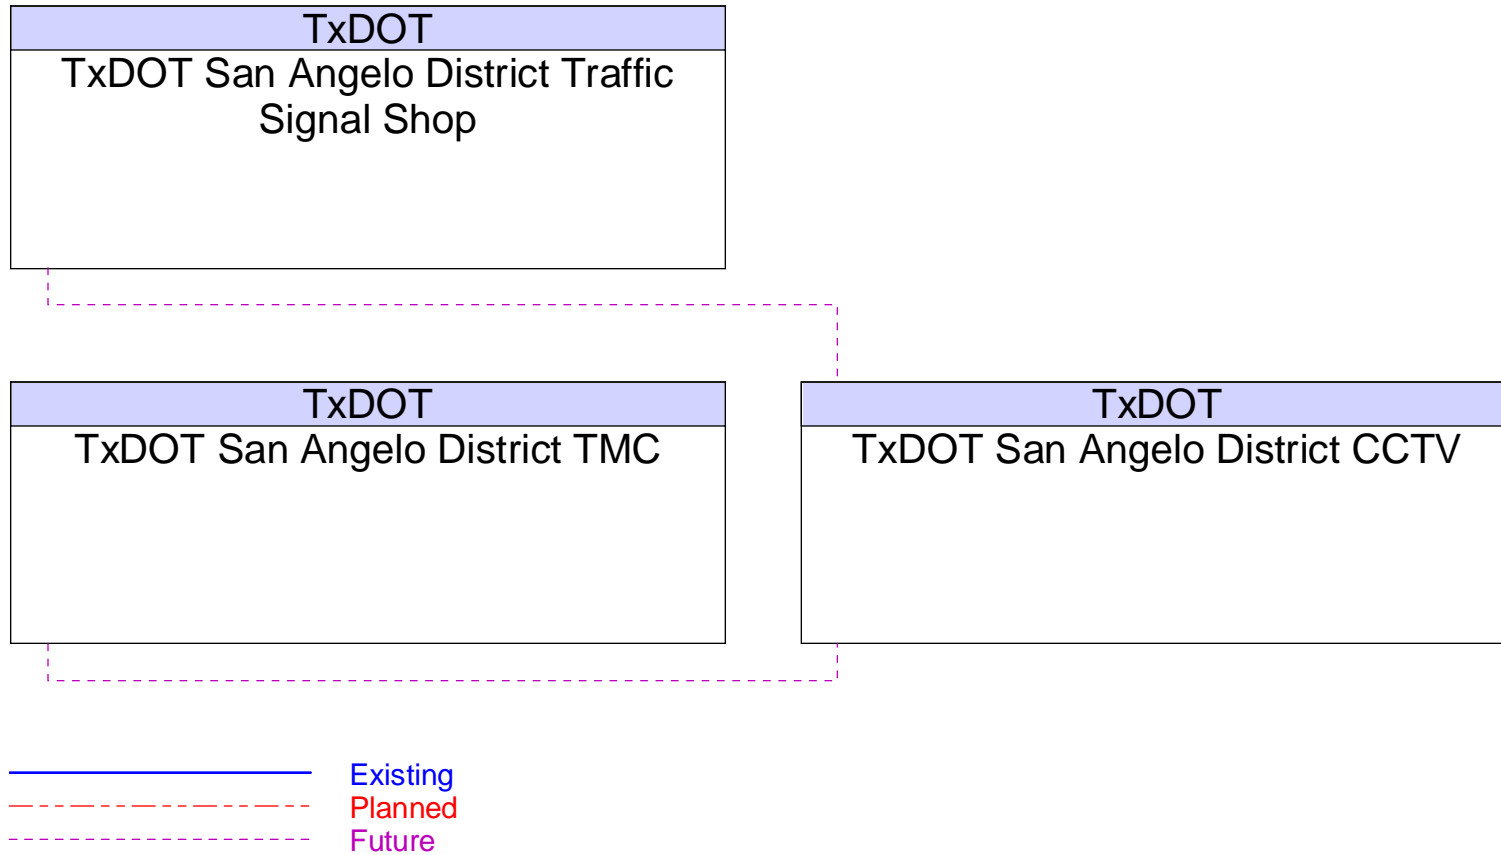 TxDOT
TxDOT San Angelo District Traffic
Signal Shop
TxDOT
TxDOT San Angelo District TMC
TxDOT
TxDOT San Angelo District CCTV
Existing
Planned
Future